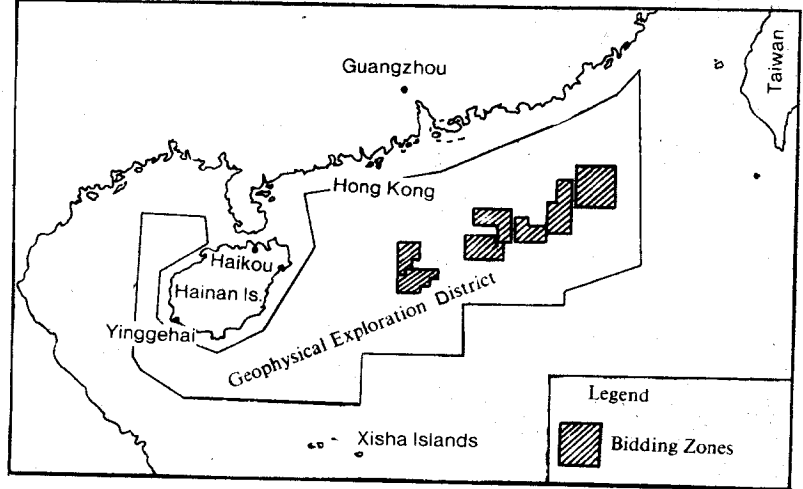 Taiwan
Guangzhou
Hong Kong
Haikou
Hainan Is.
Yinggehai
Geophysical Exploration District
Xisha Islands
Legend
Bidding Zones